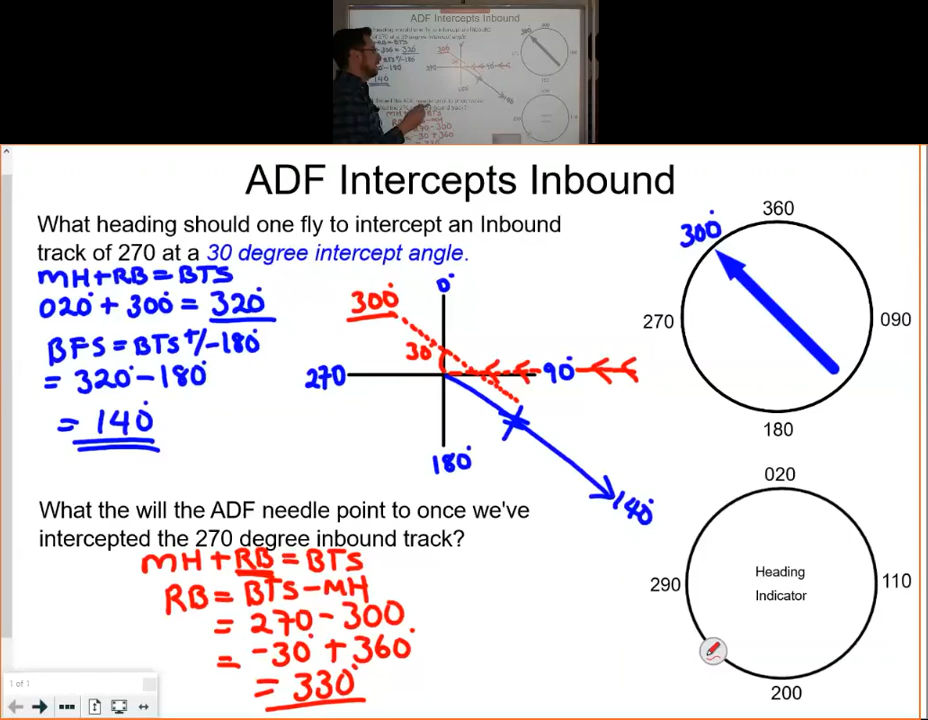 ADF Intercepts Inbound
What heading should one fly to intercept an Inbound
track of 270 at a 30 degree intercept angle.
MH+RB=BTS
020° + 300° = 320°
BFS = BTS +/- 180°
= 320° - 180°
= 140°
300°
30°
0°
270
90°
180°
140°
300°
360
270
090
180
What the will the ADF needle point to once we've
intercepted the 270 degree inbound track?
MH + RB = BTS
RB = BTS - MH
= 270 - 300
= -30° + 360°
= 330°
020
290
Heading
Indicator
110
200
1 of 1